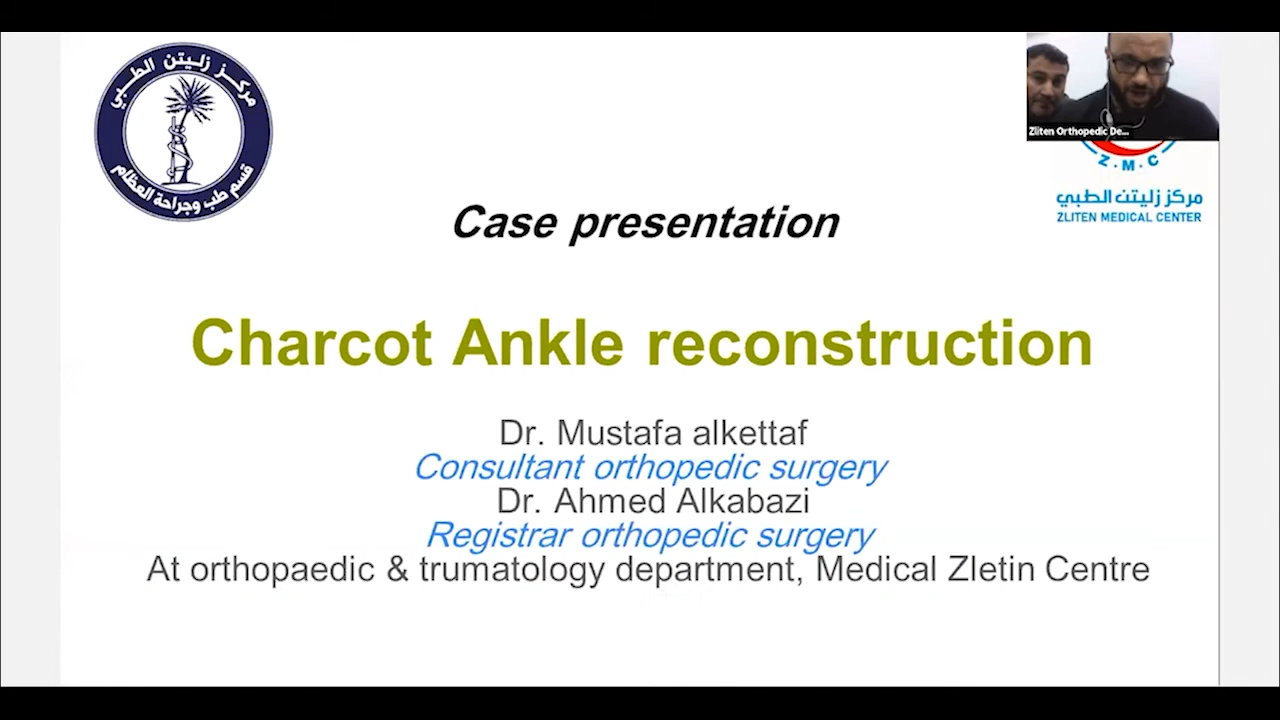 مركز زليتن الطبي
قسم طب وجراحة العظام
Zliten Orthopedic De...
Z.M.C
مركز زليتن الطبي
ZLITEN MEDICAL CENTER
Case presentation
Charcot Ankle reconstruction
Dr. Mustafa alkettaf
Consultant orthopedic surgery
Dr. Ahmed Alkabazi
Registrar orthopedic surgery
At orthopaedic & trumatology department, Medical Zletin Centre